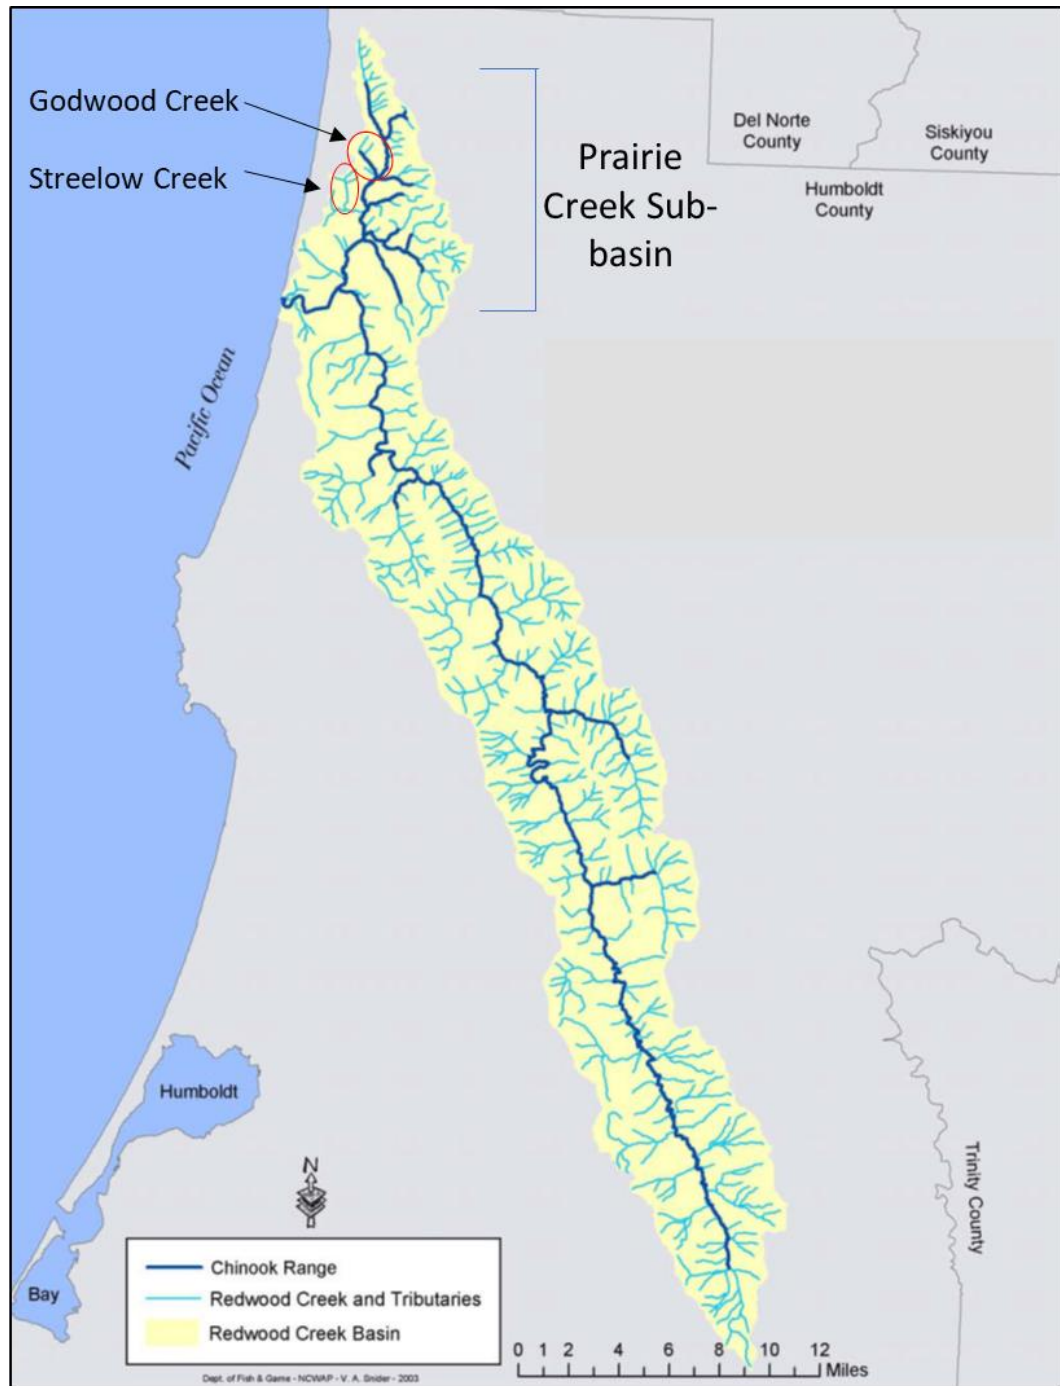 Godwood Creek
Streelow Creek
Prairie
Creek Sub-
basin
Del Norte
County
Siskiyou
County
Humboldt
County
Pacific Ocean
Humboldt
Bay
Trinity County
N
Chinook Range
Redwood Creek and Tributaries
Redwood Creek Basin
0 1 2 4 6 8 10 12
Miles
Dept. of Fish & Game - NCWAP - V. A. Snider - 2003